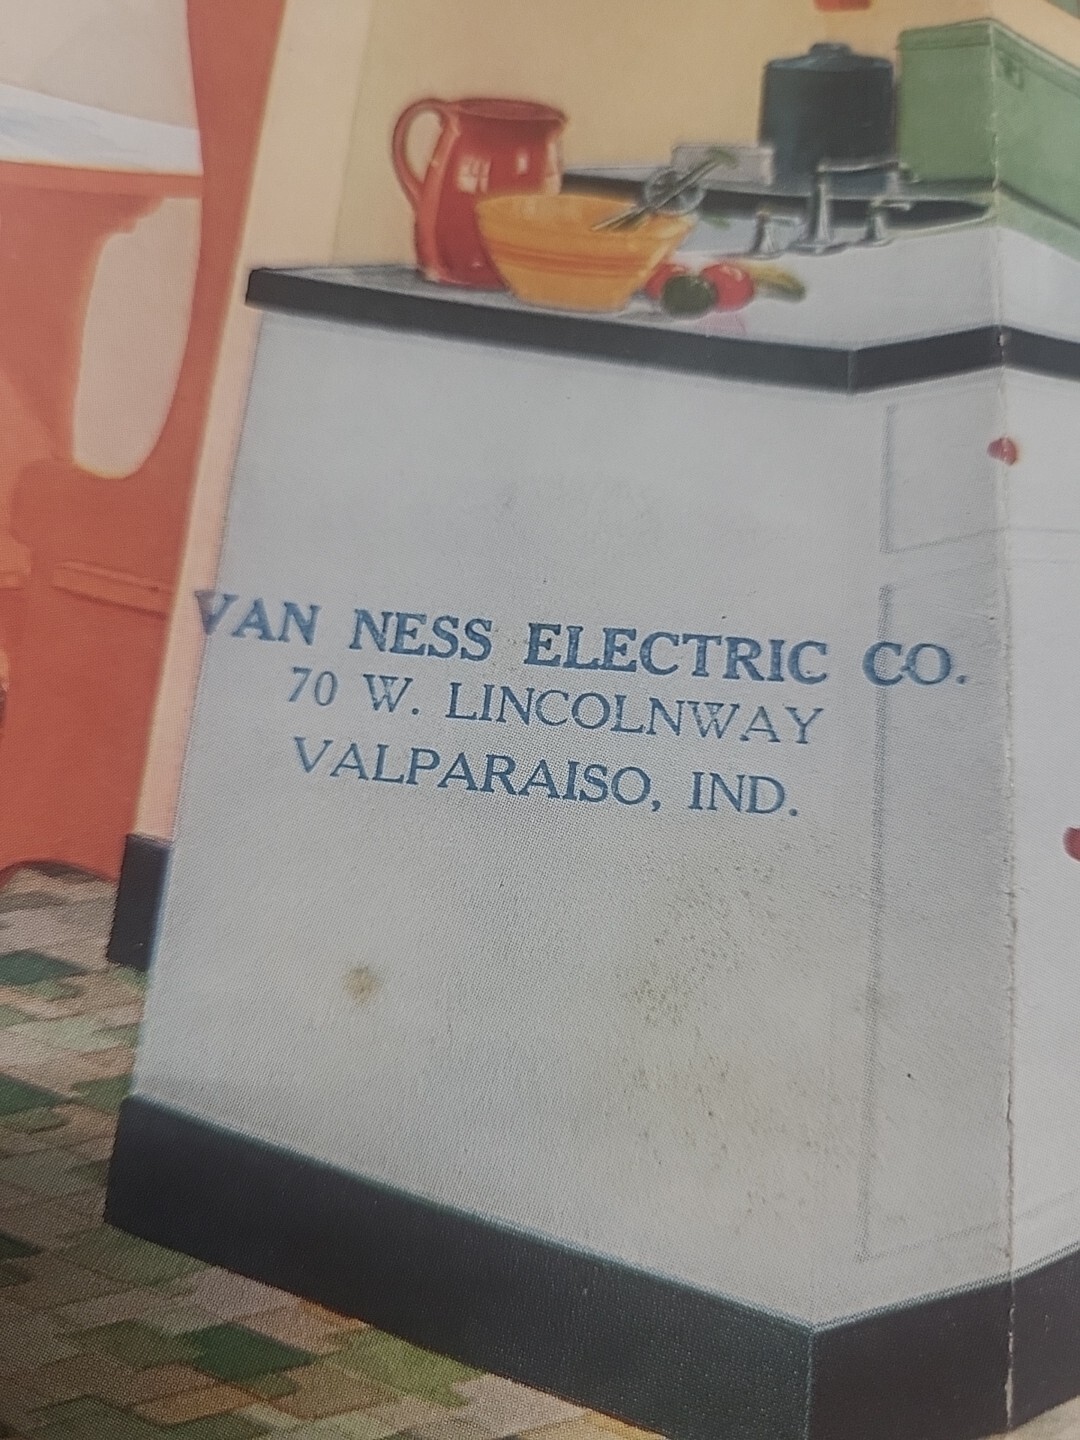 VAN NESS ELECTRIC CO.
70 W. LINCOLNWAY
VALPARAISO, IND.